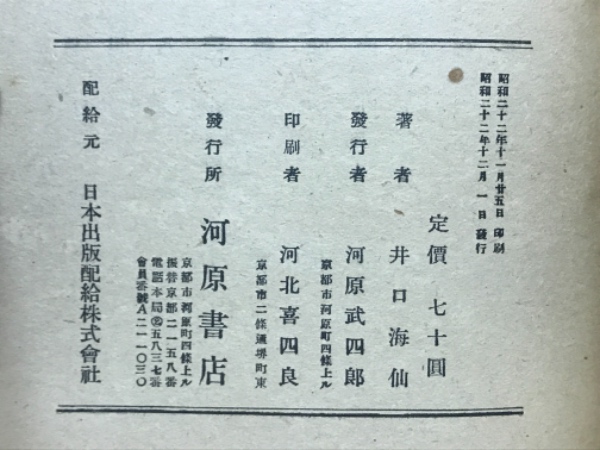 昭和二十二年十一月廿五日 印刷
昭和二十二年十二月 一日 發行
定價 七十圓
著者 井口海仙
發行者 河原武四郎
京都市河原町四條上ル
印刷者 河北喜四良
京都市二條通堺町東
發行所 河原書店
京都市河原町四條上ル
振替京都二一五八番
電話本局②五八三七番
會員番號A二一一〇三〇
配給元 日本出版配給株式會社